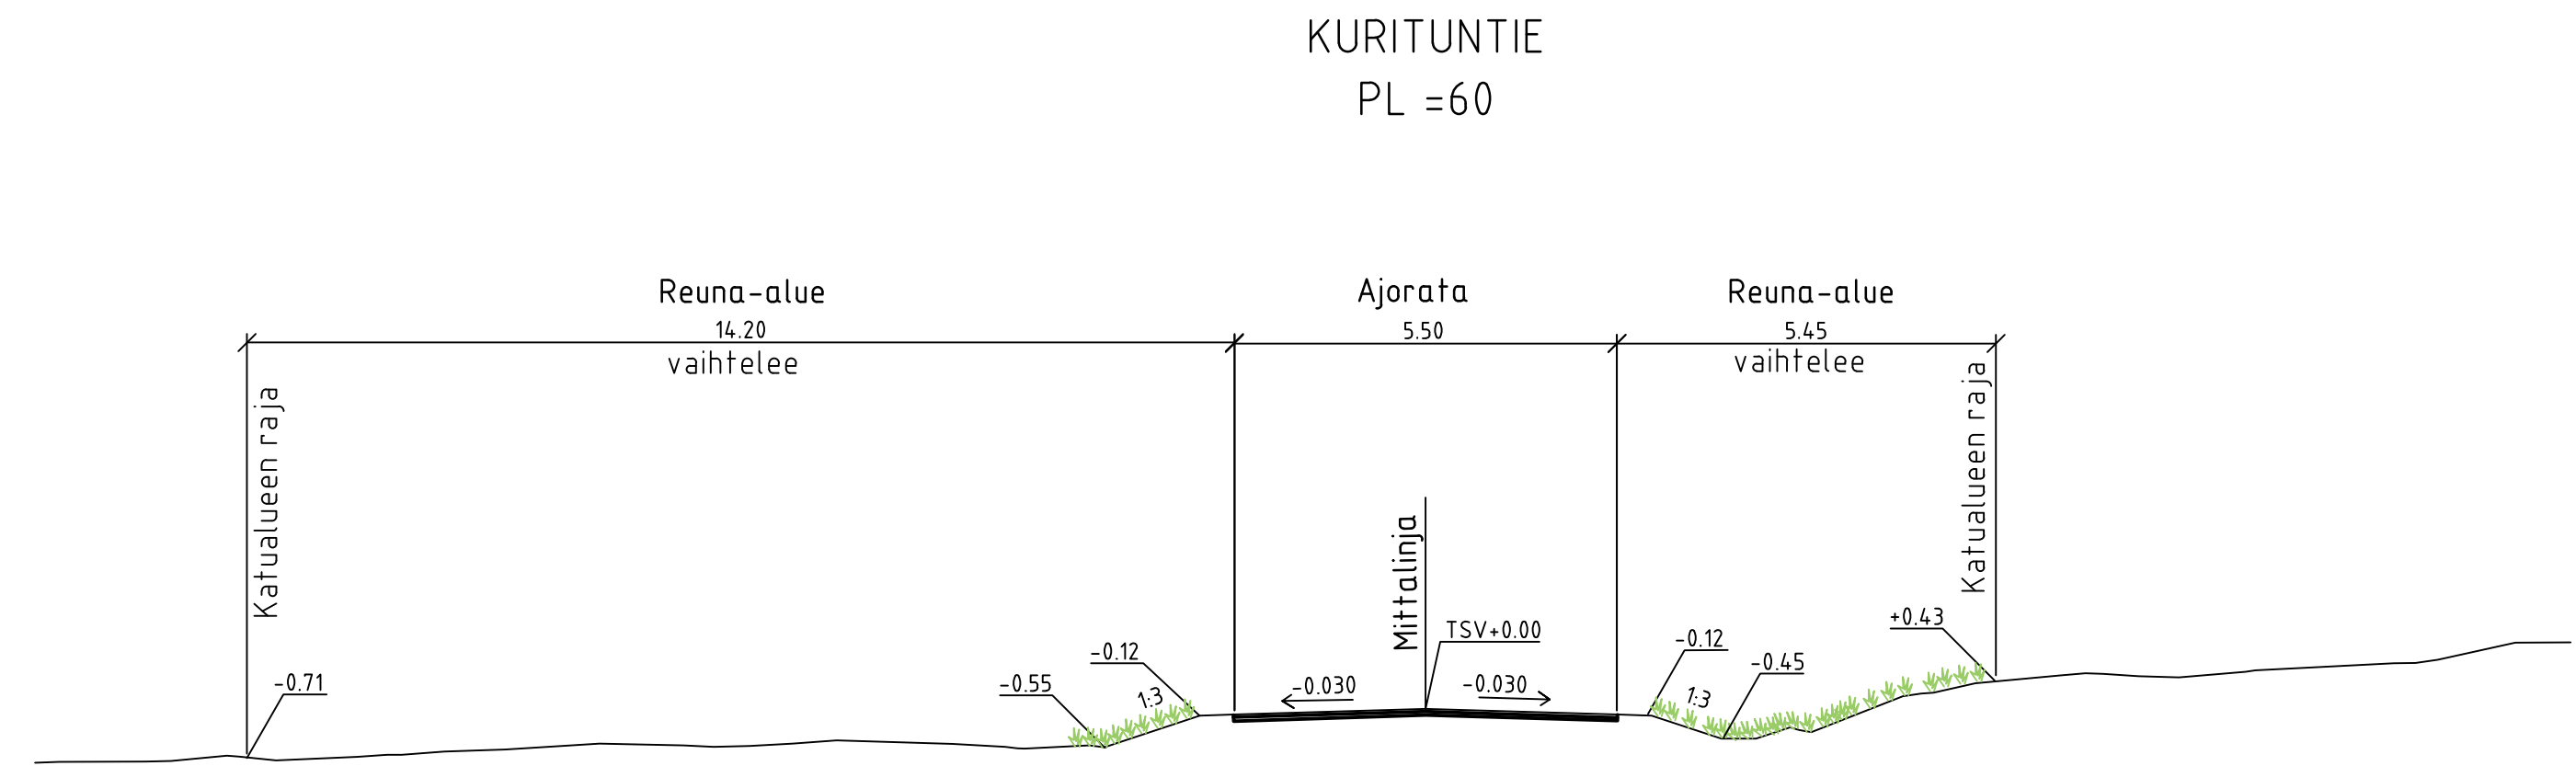 KURITUNTIE
PL =60
Reuna-alue
Ajorata
Reuna-alue
14.20
5.50
5.45
vaihtelee
vaihtelee
Katualueen raja
Katualueen raja
Mittalinja
TSV+0.00
+0.43
-0.12
-0.12
-0.45
-0.71
-0.55
1:3
-0.030
-0.030
1:3